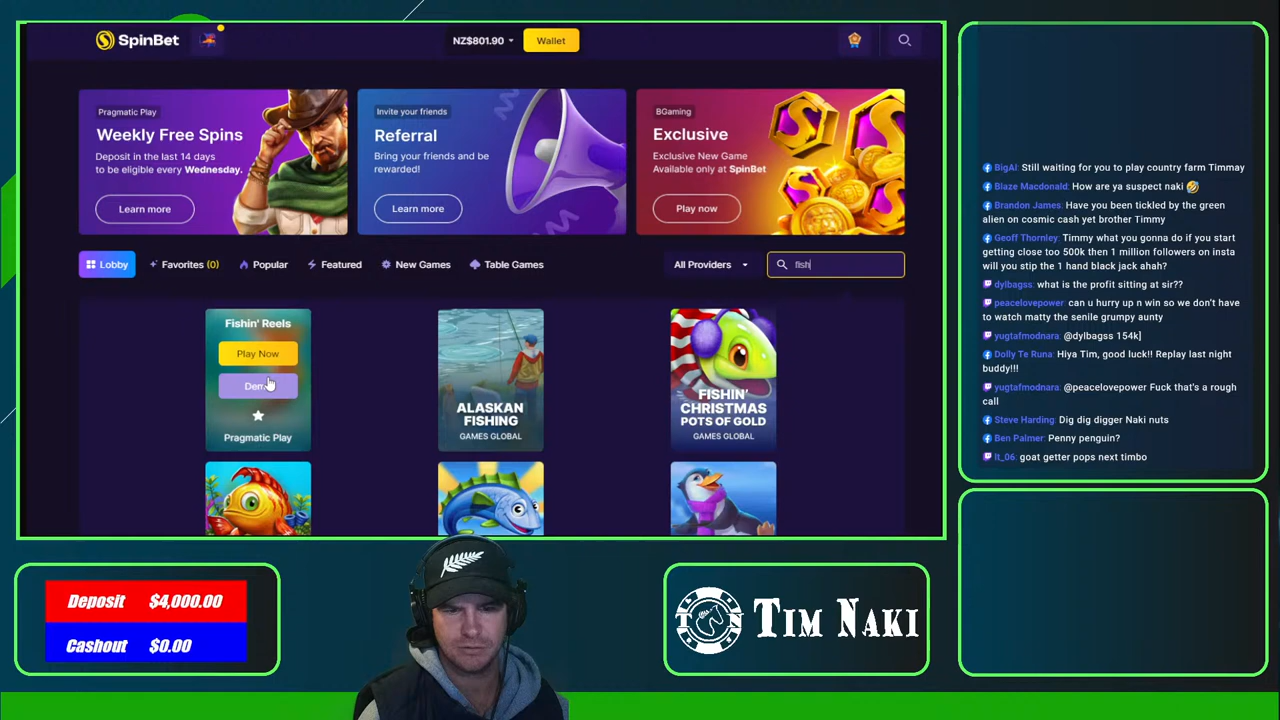 SpinBet
NZ$801.90
Wallet
Pragmatic Play
Weekly Free Spins
Deposit in the last 14 days
to be eligible every Wednesday.
Learn more
Invite your friends
Referral
Bring your friends and be
rewarded!
Learn more
BGaming
Exclusive
Exclusive New Game
Available only at SpinBet
Play now
Lobby
Favorites (0)
Popular
Featured
New Games
Table Games
All Providers
fish
Fishin' Reels
Play Now
Pragmatic Play
ALASKAN
FISHING
GAMES GLOBAL
FISHIN'
CHRISTMAS
POTS OF GOLD
GAMES GLOBAL
BigAl: Still waiting for you to play country farm Timmay
Blaze Macdonald: How are ya suspect naki 🤣
Brandon James: Have you been tickled by the green
alien on cosmic cash yet brother
Timmy
Geoff Thornley: Timmy what you gonna do if you start
getting close too 500k then 1 million followers on insta
will you stip the 1 hand black jack ahah?
dylbagss: what is the profit sitting at sir??
peacelovepower: can u hurry up n win so we don't have
to watch matty the senile grumpy aunty
yugtafmodnara: @dylbagss 154k]
Dolly Te Runa: Hiya Tim, good luck!! Replay last night
buddy!!!
yugtafmodnara: @peacelovepower Fuck that's a rough
call
Steve Harding: Dig dig digger Naki nuts
Ben Palmer: Penny penguin?
lt_06: goat getter pops next timbo
Deposit $4,000.00
Cashout $0.00
TIM NAKI